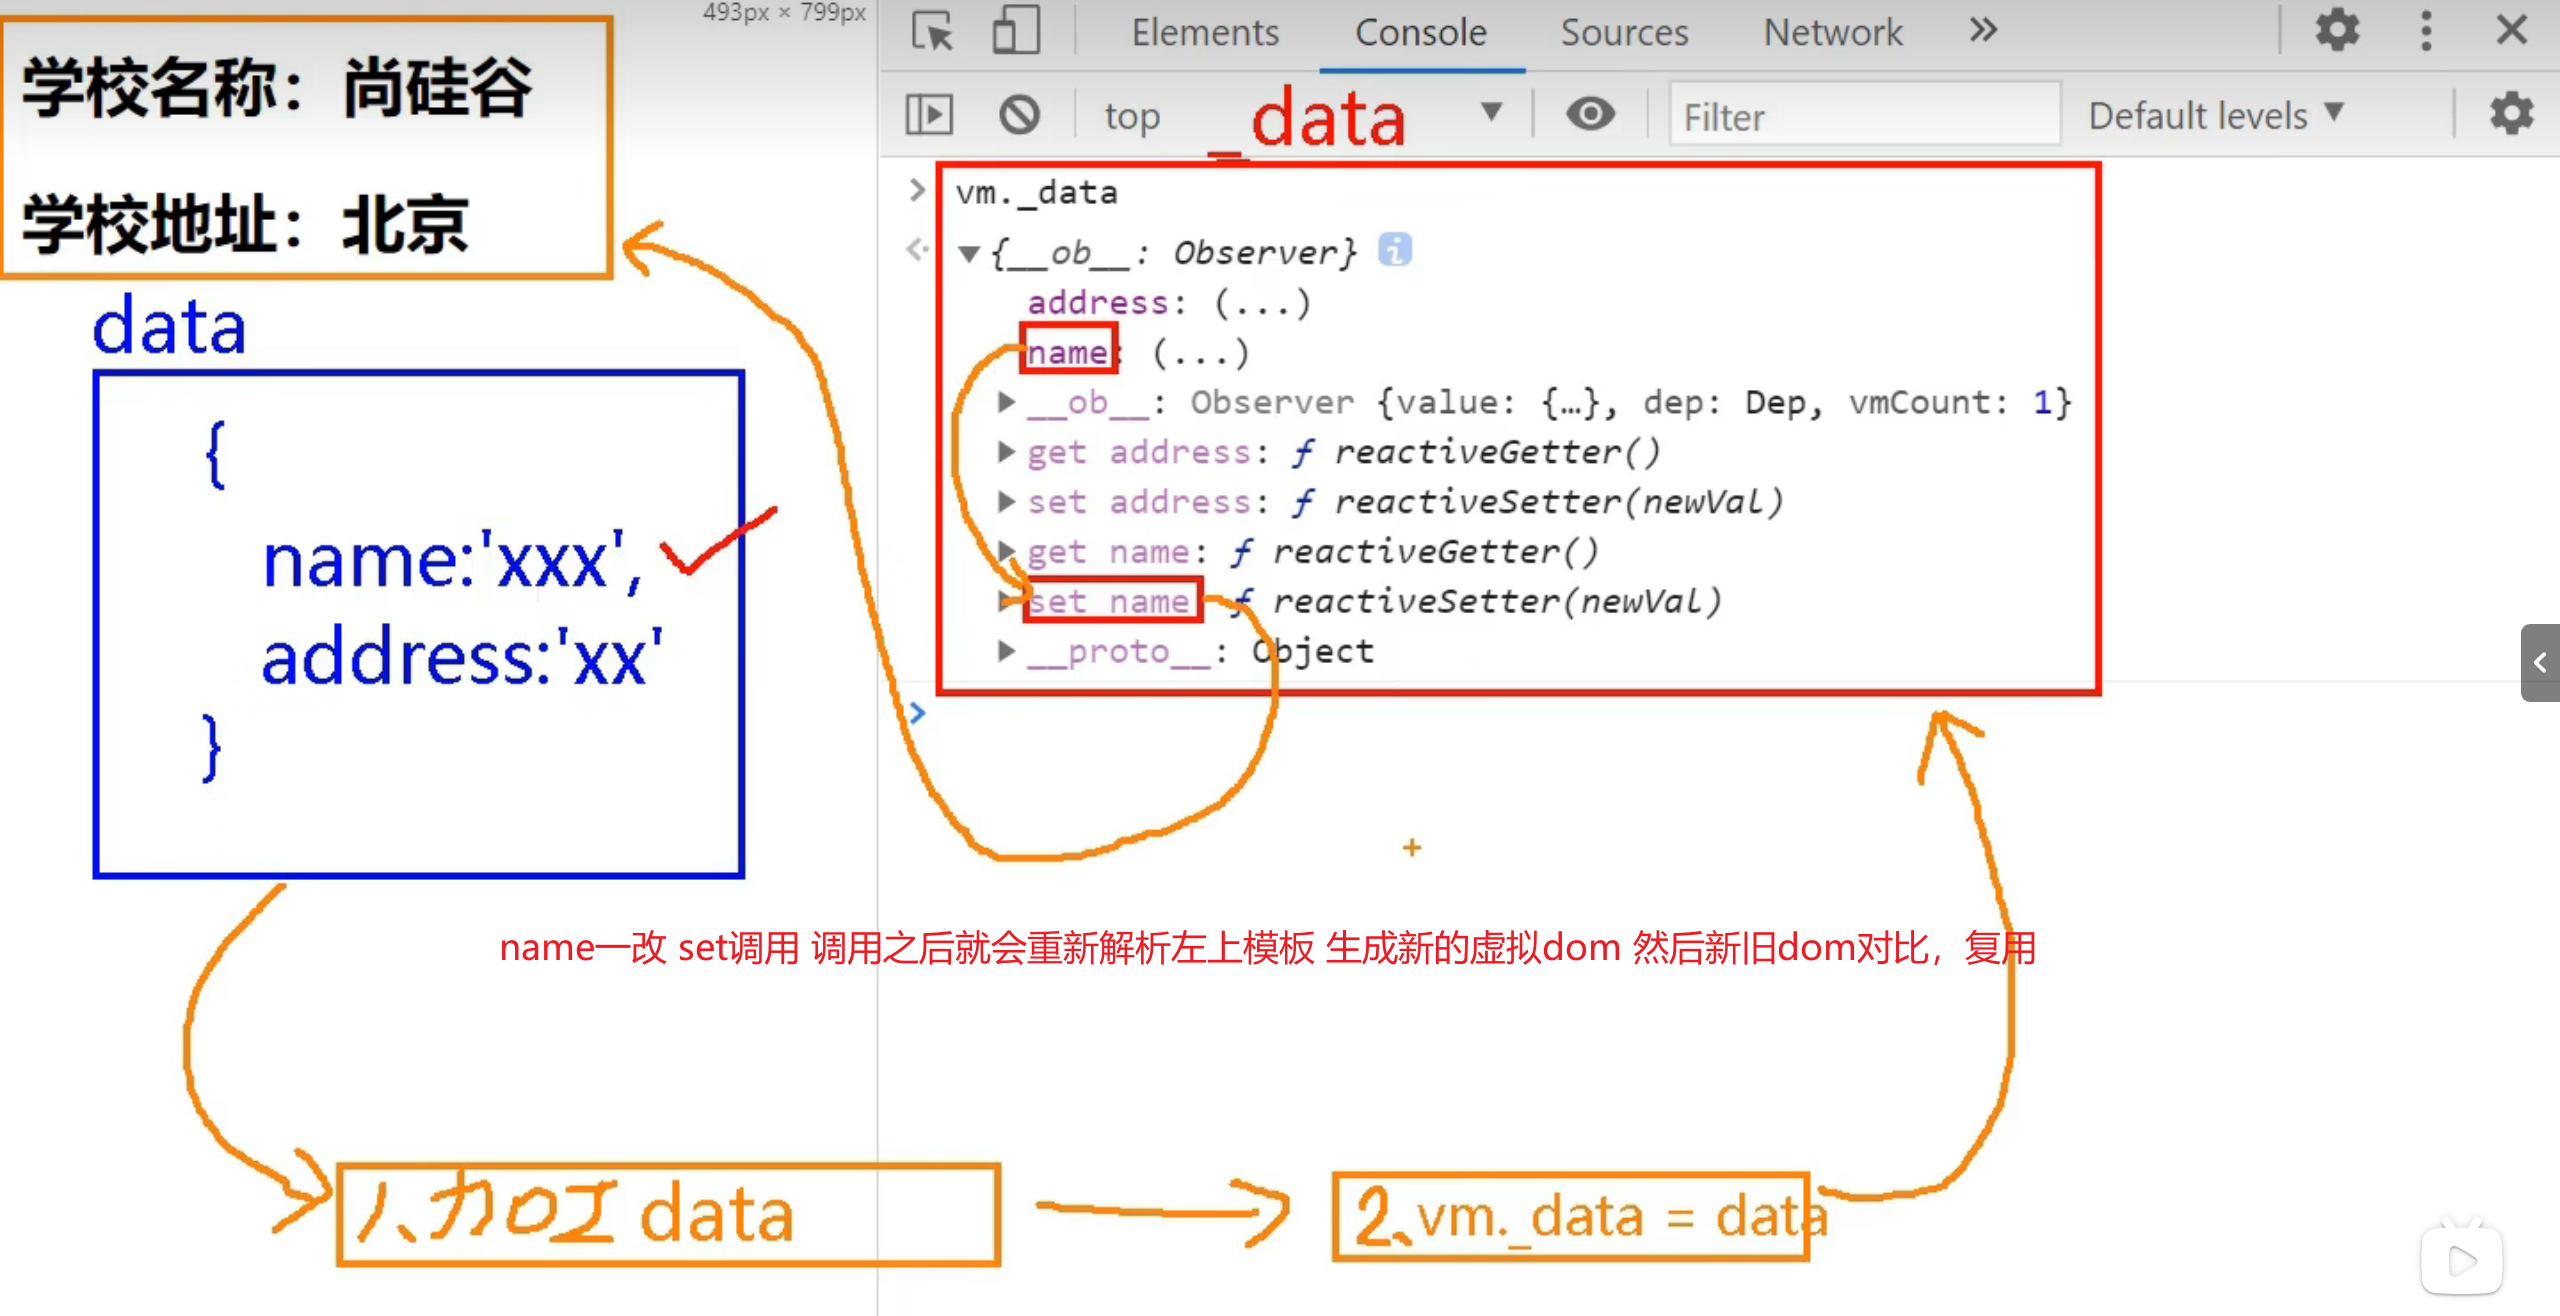 493px × 799px
学校名称：尚硅谷
学校地址：北京
Elements Console Sources Network »
top
_data
Filter
Default levels ▼
> vm._data
{__ob__: Observer} i
address: (...)
name: (...)
__ob__: Observer {value: {…}, dep: Dep, vmCount: 1}
get address: ƒ reactiveGetter()
set address: ƒ reactiveSetter(newVal)
get name: ƒ reactiveGetter()
set name: ƒ reactiveSetter(newVal)
__proto__: Object
data
{
name:'xxx',
address:'xx'
}
name一改 set调用 调用之后就会重新解析左上模板 生成新的虚拟dom 然后新旧dom对比，复用
1、加工data
2、vm._data = data